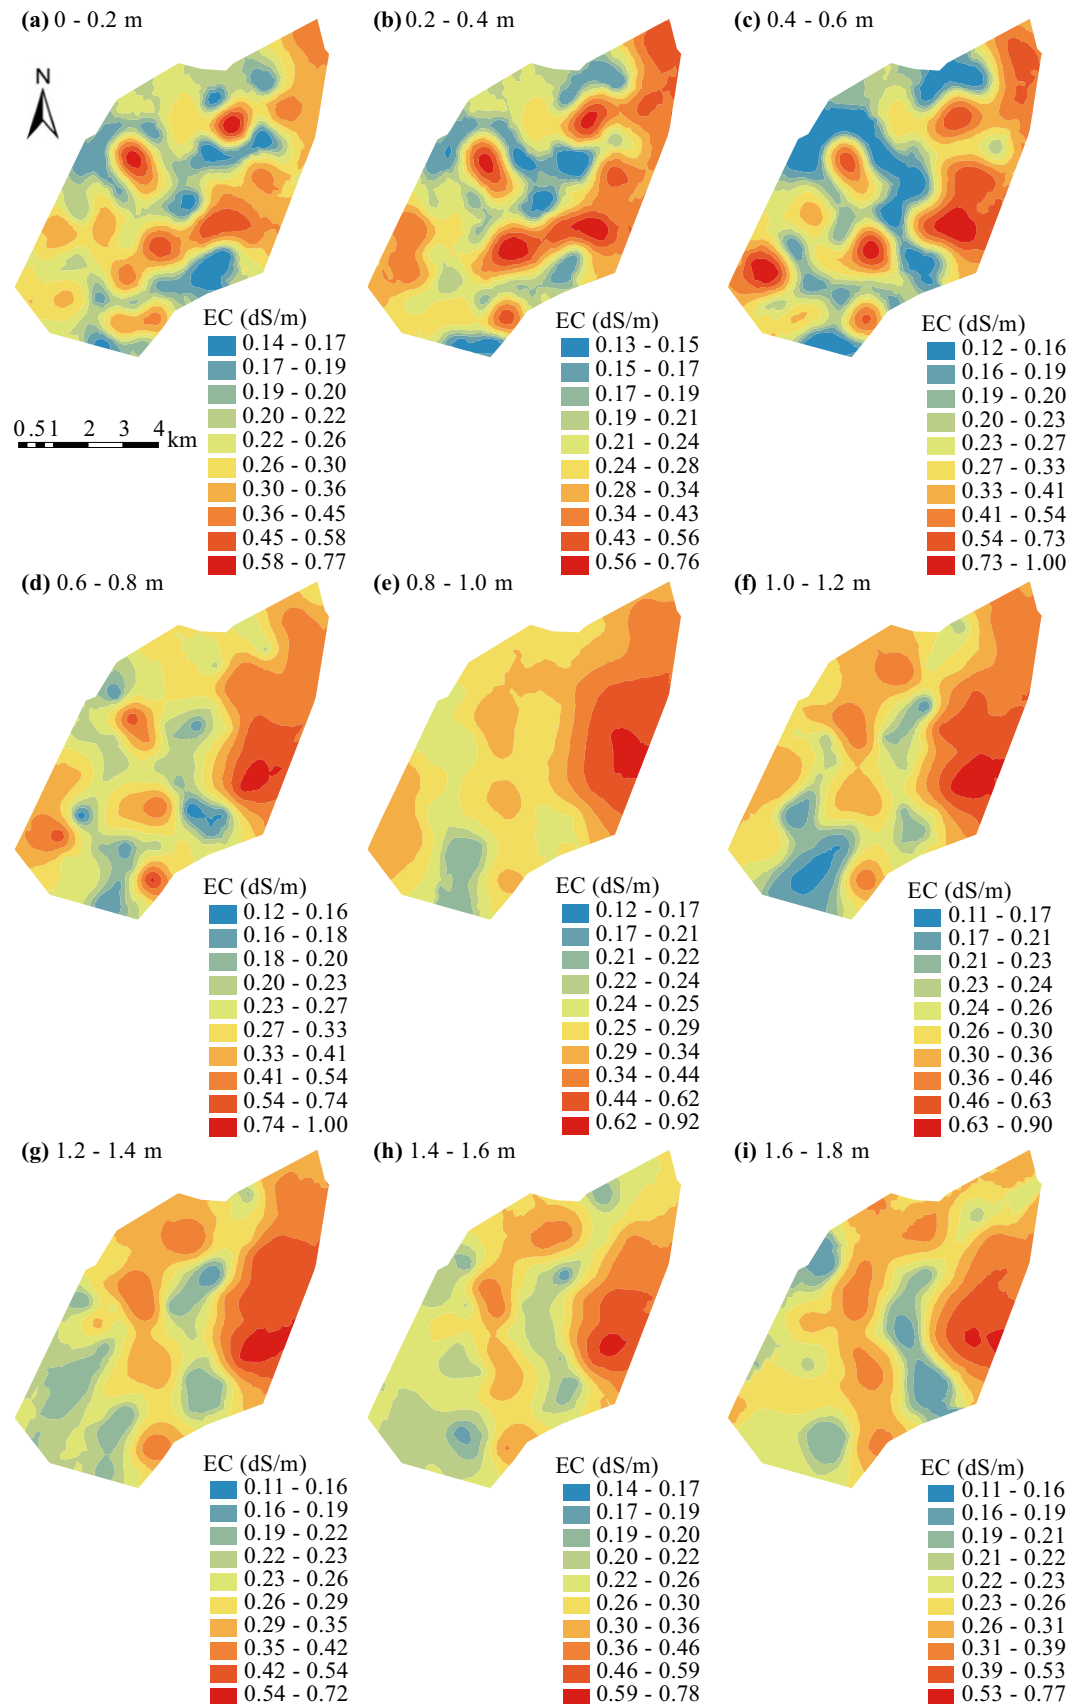 (a) 0 - 0.2 m
(b) 0.2 - 0.4 m
(c) 0.4 - 0.6 m
N
EC (dS/m)
0.14 - 0.17
0.17 - 0.19
0.19 - 0.20
0.20 - 0.22
0.22 - 0.26
0.26 - 0.30
0.30 - 0.36
0.36 - 0.45
0.45 - 0.58
0.58 - 0.77
EC (dS/m)
0.13 - 0.15
0.15 - 0.17
0.17 - 0.19
0.19 - 0.21
0.21 - 0.24
0.24 - 0.28
0.28 - 0.34
0.34 - 0.43
0.43 - 0.56
0.56 - 0.76
EC (dS/m)
0.12 - 0.16
0.16 - 0.19
0.19 - 0.20
0.20 - 0.23
0.23 - 0.27
0.27 - 0.33
0.33 - 0.41
0.41 - 0.54
0.54 - 0.73
0.73 - 1.00
0 .5 1 2 3 4 km
(d) 0.6 - 0.8 m
(e) 0.8 - 1.0 m
(f) 1.0 - 1.2 m
EC (dS/m)
0.12 - 0.16
0.16 - 0.18
0.18 - 0.20
0.20 - 0.23
0.23 - 0.27
0.27 - 0.33
0.33 - 0.41
0.41 - 0.54
0.54 - 0.74
0.74 - 1.00
EC (dS/m)
0.12 - 0.17
0.17 - 0.21
0.21 - 0.22
0.22 - 0.24
0.24 - 0.25
0.25 - 0.29
0.29 - 0.34
0.34 - 0.44
0.44 - 0.62
0.62 - 0.92
EC (dS/m)
0.11 - 0.17
0.17 - 0.21
0.21 - 0.23
0.23 - 0.24
0.24 - 0.26
0.26 - 0.30
0.30 - 0.36
0.36 - 0.46
0.46 - 0.63
0.63 - 0.90
(g) 1.2 - 1.4 m
(h) 1.4 - 1.6 m
(i) 1.6 - 1.8 m
EC (dS/m)
0.11 - 0.16
0.16 - 0.19
0.19 - 0.22
0.22 - 0.23
0.23 - 0.26
0.26 - 0.29
0.29 - 0.35
0.35 - 0.42
0.42 - 0.54
0.54 - 0.72
EC (dS/m)
0.14 - 0.17
0.17 - 0.19
0.19 - 0.20
0.20 - 0.22
0.22 - 0.26
0.26 - 0.30
0.30 - 0.36
0.36 - 0.46
0.46 - 0.59
0.59 - 0.78
EC (dS/m)
0.11 - 0.16
0.16 - 0.19
0.19 - 0.21
0.21 - 0.22
0.22 - 0.23
0.23 - 0.26
0.26 - 0.31
0.31 - 0.39
0.39 - 0.53
0.53 - 0.77